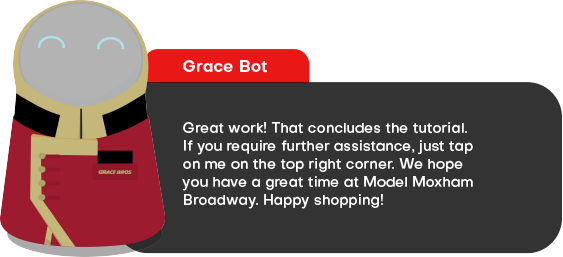 Grace Bot
Great work! That concludes the tutorial.
If you require further assistance, just tap
on me on the top right corner. We hope
you have a great time at Model Moxham
Broadway. Happy shopping!
GRACE BROS